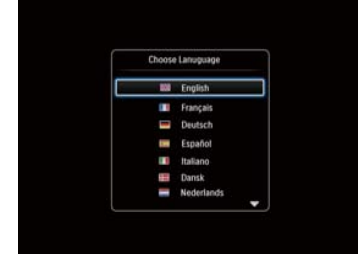 Choose Lanuguage
English
Français
Deutsch
Español
Italiano
Dansk
Nederlands